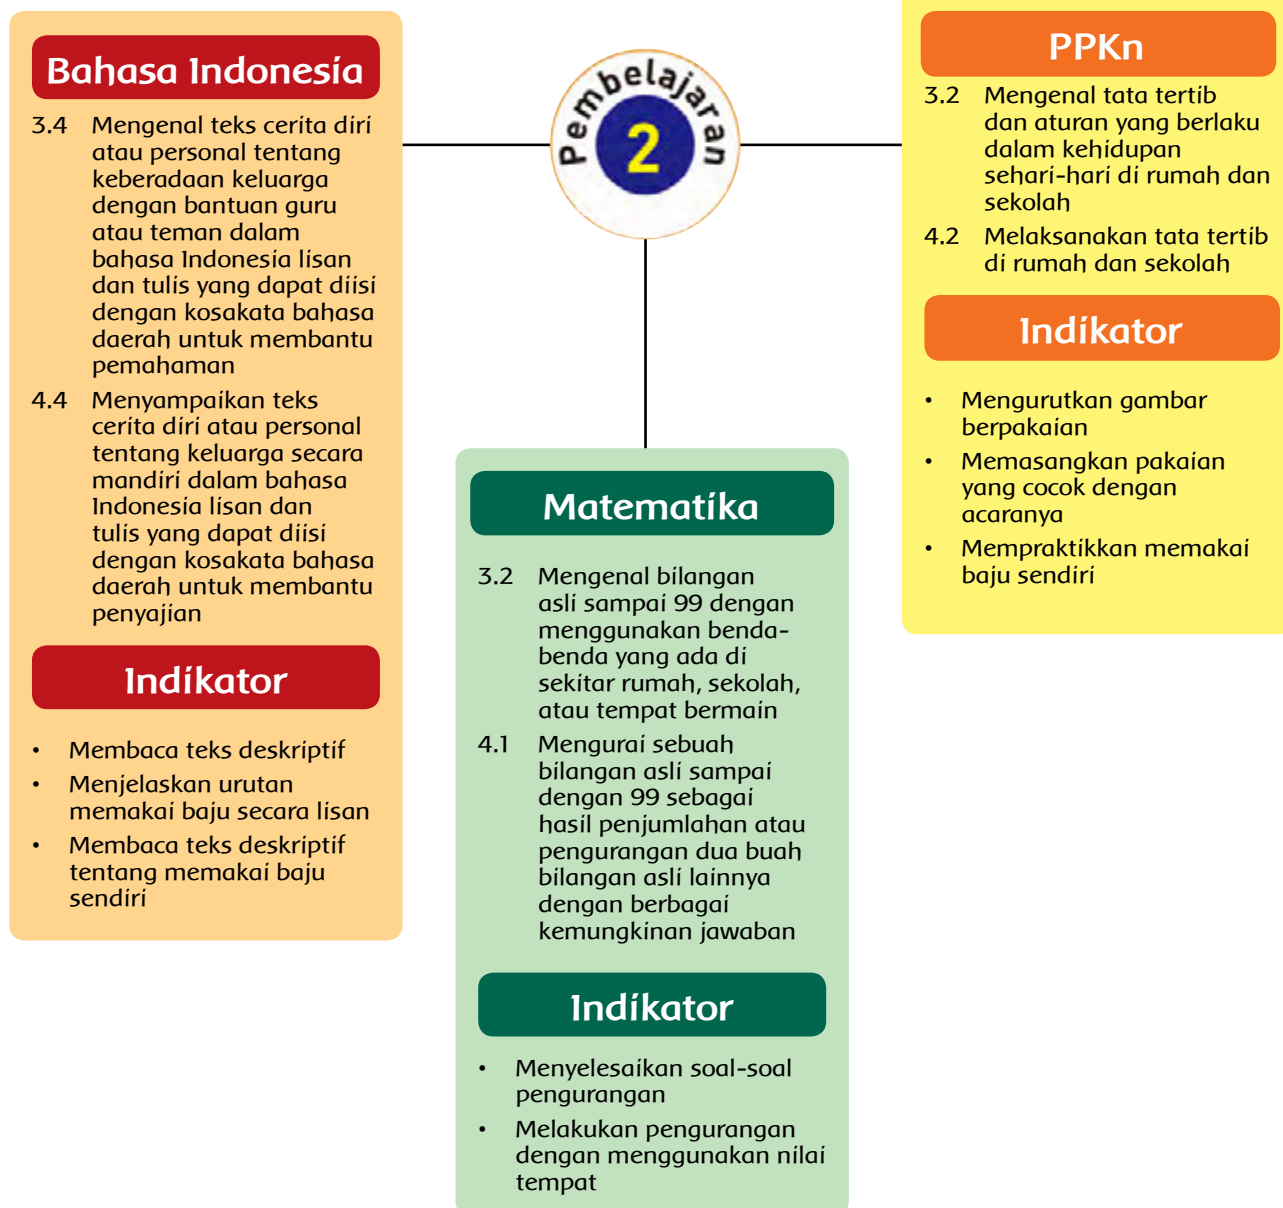 Bahasa Indonesia
3.4 Mengenal teks cerita diri
atau personal tentang
keberadaan keluarga
dengan bantuan guru
atau teman dalam
bahasa Indonesia lisan
dan tulis yang dapat diisi
dengan kosakata bahasa
daerah untuk membantu
pemahaman
4.4 Menyampaikan teks
cerita diri atau personal
tentang keluarga secara
mandiri dalam bahasa
Indonesia lisan dan
tulis yang dapat diisi
dengan kosakata bahasa
daerah untuk membantu
penyajian
Indikator
• Membaca teks deskriptif
• Menjelaskan urutan
memakai baju secara lisan
• Membaca teks deskriptif
tentang memakai baju
sendiri
Pembelajaran
2
Matematika
3.2 Mengenal bilangan
asli sampai 99 dengan
menggunakan benda-
benda yang ada di
sekitar rumah, sekolah,
atau tempat bermain
4.1 Mengurai sebuah
bilangan asli sampai
dengan 99 sebagai
hasil penjumlahan atau
pengurangan dua buah
bilangan asli lainnya
dengan berbagai
kemungkinan jawaban
Indikator
• Menyelesaikan soal-soal
pengurangan
• Melakukan pengurangan
dengan menggunakan nilai
tempat
PPKn
3.2 Mengenal tata tertib
dan aturan yang berlaku
dalam kehidupan
sehari-hari di rumah dan
sekolah
4.2 Melaksanakan tata tertib
di rumah dan sekolah
Indikator
• Mengurutkan gambar
berpakaian
• Memasangkan pakaian
yang cocok dengan
acaranya
• Mempraktikkan memakai
baju sendiri